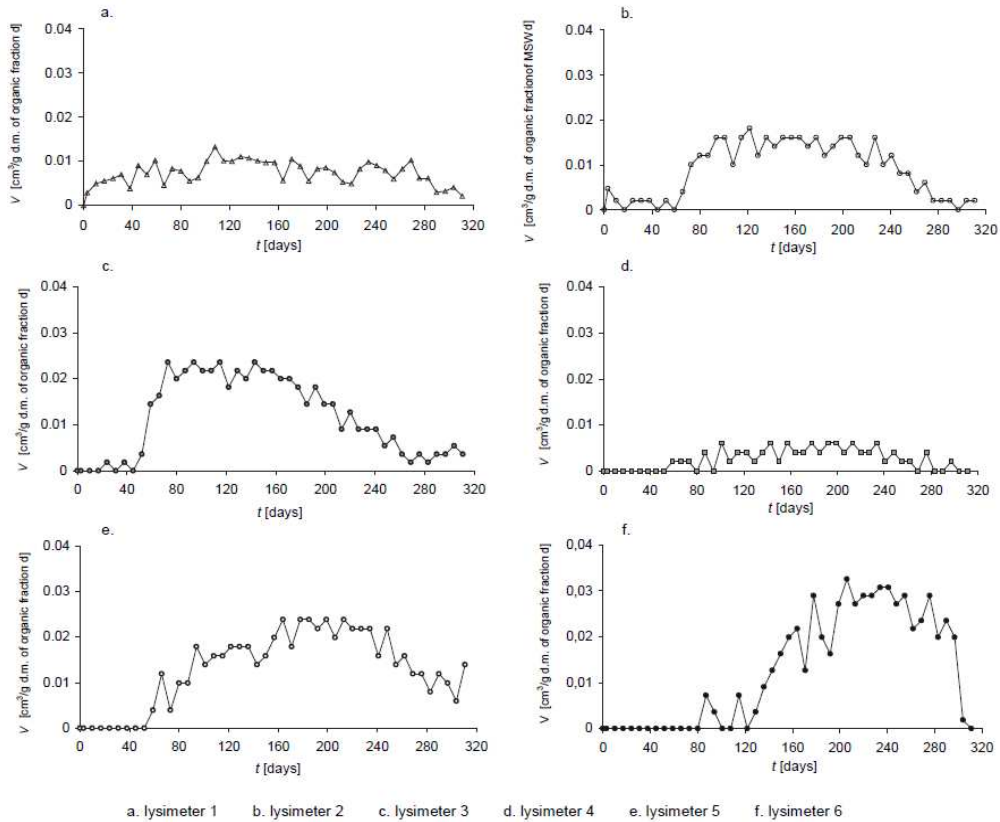 a.
V [cm³/g d.m. of organic fraction d]
0.04
0.03
0.02
0.01
0
0 40 80 120 160 200 240 280 320
t [days]
b.
V [cm³/g d.m. of organic fractionof MSW d]
0.04
0.03
0.02
0.01
0
0 40 80 120 160 200 240 280 320
t [days]
c.
V [cm³/g d.m. of organic fraction d]
0.04
0.03
0.02
0.01
0
0 40 80 120 160 200 240 280 320
t [days]
d.
V [cm³/g d.m. of organic fraction d]
0.04
0.03
0.02
0.01
0
0 40 80 120 160 200 240 280 320
t [days]
e.
V [cm³/g d.m. of organic fraction d]
0.04
0.03
0.02
0.01
0
0 40 80 120 160 200 240 280 320
t [days]
f.
V [cm³/g d.m. of organic fraction d]
0,04
0,03
0,02
0,01
0
0 40 80 120 160 200 240 280 320
t [days]
a. lysimeter 1 b. lysimeter 2 c. lysimeter 3 d. lysimeter 4 e. lysimeter 5 f. lysimeter 6